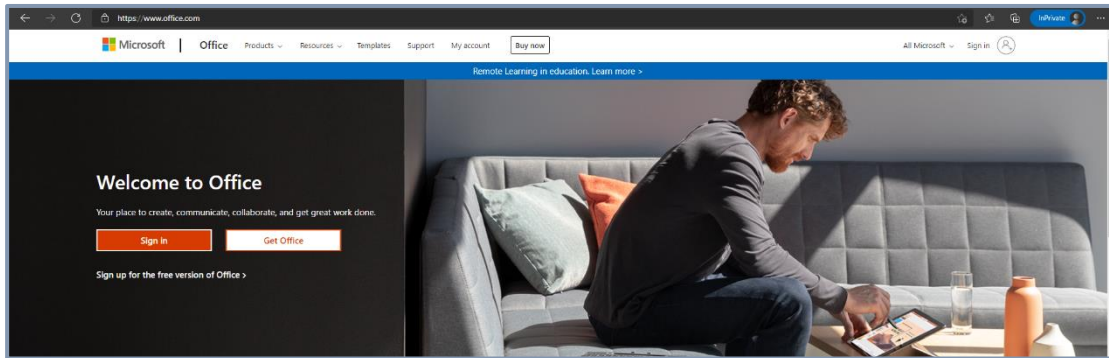 https://www.office.com
InPrivate
Microsoft Office Products Resources Templates Support My account Buy now All Microsoft Sign in
Remote Learning in education. Learn more >
Welcome to Office
Your place to create, communicate, collaborate, and get great work done.
Sign in Get Office
Sign up for the free version of Office >